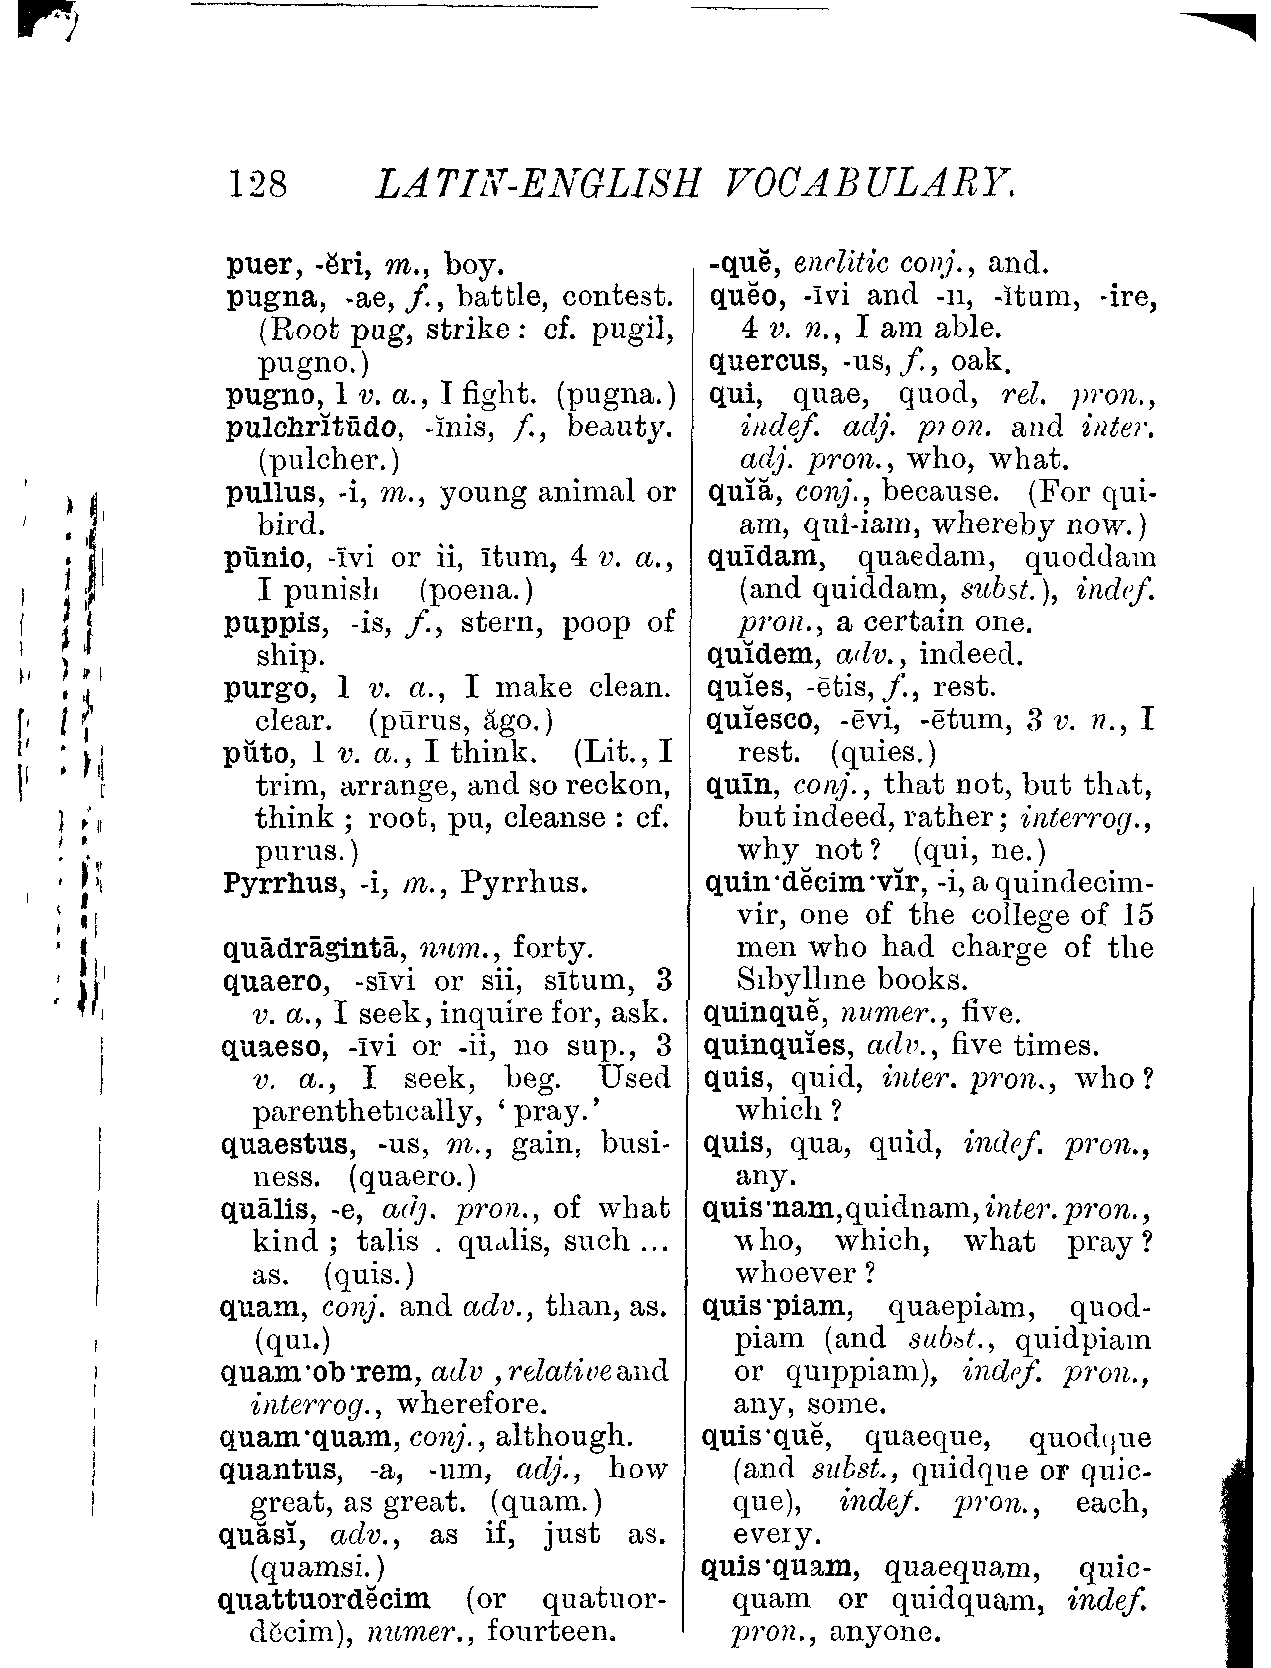 128 LATIN-ENGLISH VOCABULARY.
puer, -ĕri, m., boy.
pugna, -ae, f., battle, contest.
(Root pug, strike : cf. pugil,
pugno.)
pugno, 1 v. a., I fight. (pugna.)
pulchrĭtūdo, -ĭnis, f., beauty.
(pulcher.)
pullus, -i, m., young animal or
bird.
pūnio, -īvi or ii, ītum, 4 v. a.,
I punish (poena.)
puppis, -is, f., stern, poop of
ship.
purgo, 1 v. a., I make clean.
clear. (pūrus, ăgo.)
pŭto, 1 v. a., I think. (Lit., I
trim, arrange, and so reckon,
think ; root, pu, cleanse : cf.
purus.)
Pyrrhus, -i, m., Pyrrhus.
quādrāgintā, num., forty.
quaero, -sīvi or sii, sītum, 3
v. a., I seek, inquire for, ask.
quaeso, -īvi or -ii, no sup., 3
v. a., I seek, beg. Used
parenthetically, ‘ pray.’
quaestus, -us, m., gain, busi-
ness. (quaero.)
quālis, -e, adj. pron., of what
kind ; talis . qualis, such ...
as. (quis.)
quam, conj. and adv., than, as.
(qui.)
quam·ob·rem, adv , relative and
interrog., wherefore.
quam·quam, conj., although.
quantus, -a, -um, adj., how
great, as great. (quam.)
quăsĭ, adv., as if, just as.
(quamsi.)
quattuordĕcim (or quatuor-
dĕcim), numer., fourteen.
-quĕ, enclitic conj., and.
quĕo, -īvi and -ii, -ĭtum, -ire,
4 v. n., I am able.
quercus, -us, f., oak.
qui, quae, quod, rel. pron.,
indef. adj. pron. and inter.
adj. pron., who, what.
quĭă, conj., because. (For qui-
am, qui-iam, whereby now.)
quīdam, quaedam, quoddam
(and quiddam, subst.), indef.
pron., a certain one.
quĭdem, adv., indeed.
quĭes, -ētis, f., rest.
quĭesco, -ēvi, -ētum, 3 v. n., I
rest. (quies.)
quīn, conj., that not, but that,
but indeed, rather ; interrog.,
why not ? (qui, ne.)
quin·dĕcim·vĭr, -i, a quindecim-
vir, one of the college of 15
men who had charge of the
Sibylline books.
quinquĕ, numer., five.
quinquĭes, adv., five times.
quis, quid, inter. pron., who ?
which ?
quis, qua, quid, indef. pron.,
any.
quis·nam, quidnam, inter. pron.,
who, which, what pray ?
whoever ?
quis·piam, quaepiam, quod-
piam (and subst., quidpiam
or quippiam), indef. pron.,
any, some.
quis·quĕ, quaeque, quodque
(and subst., quidque or quic-
que), indef. pron., each,
every.
quis·quam, quaequam, quic-
quam or quidquam, indef.
pron., anyone.